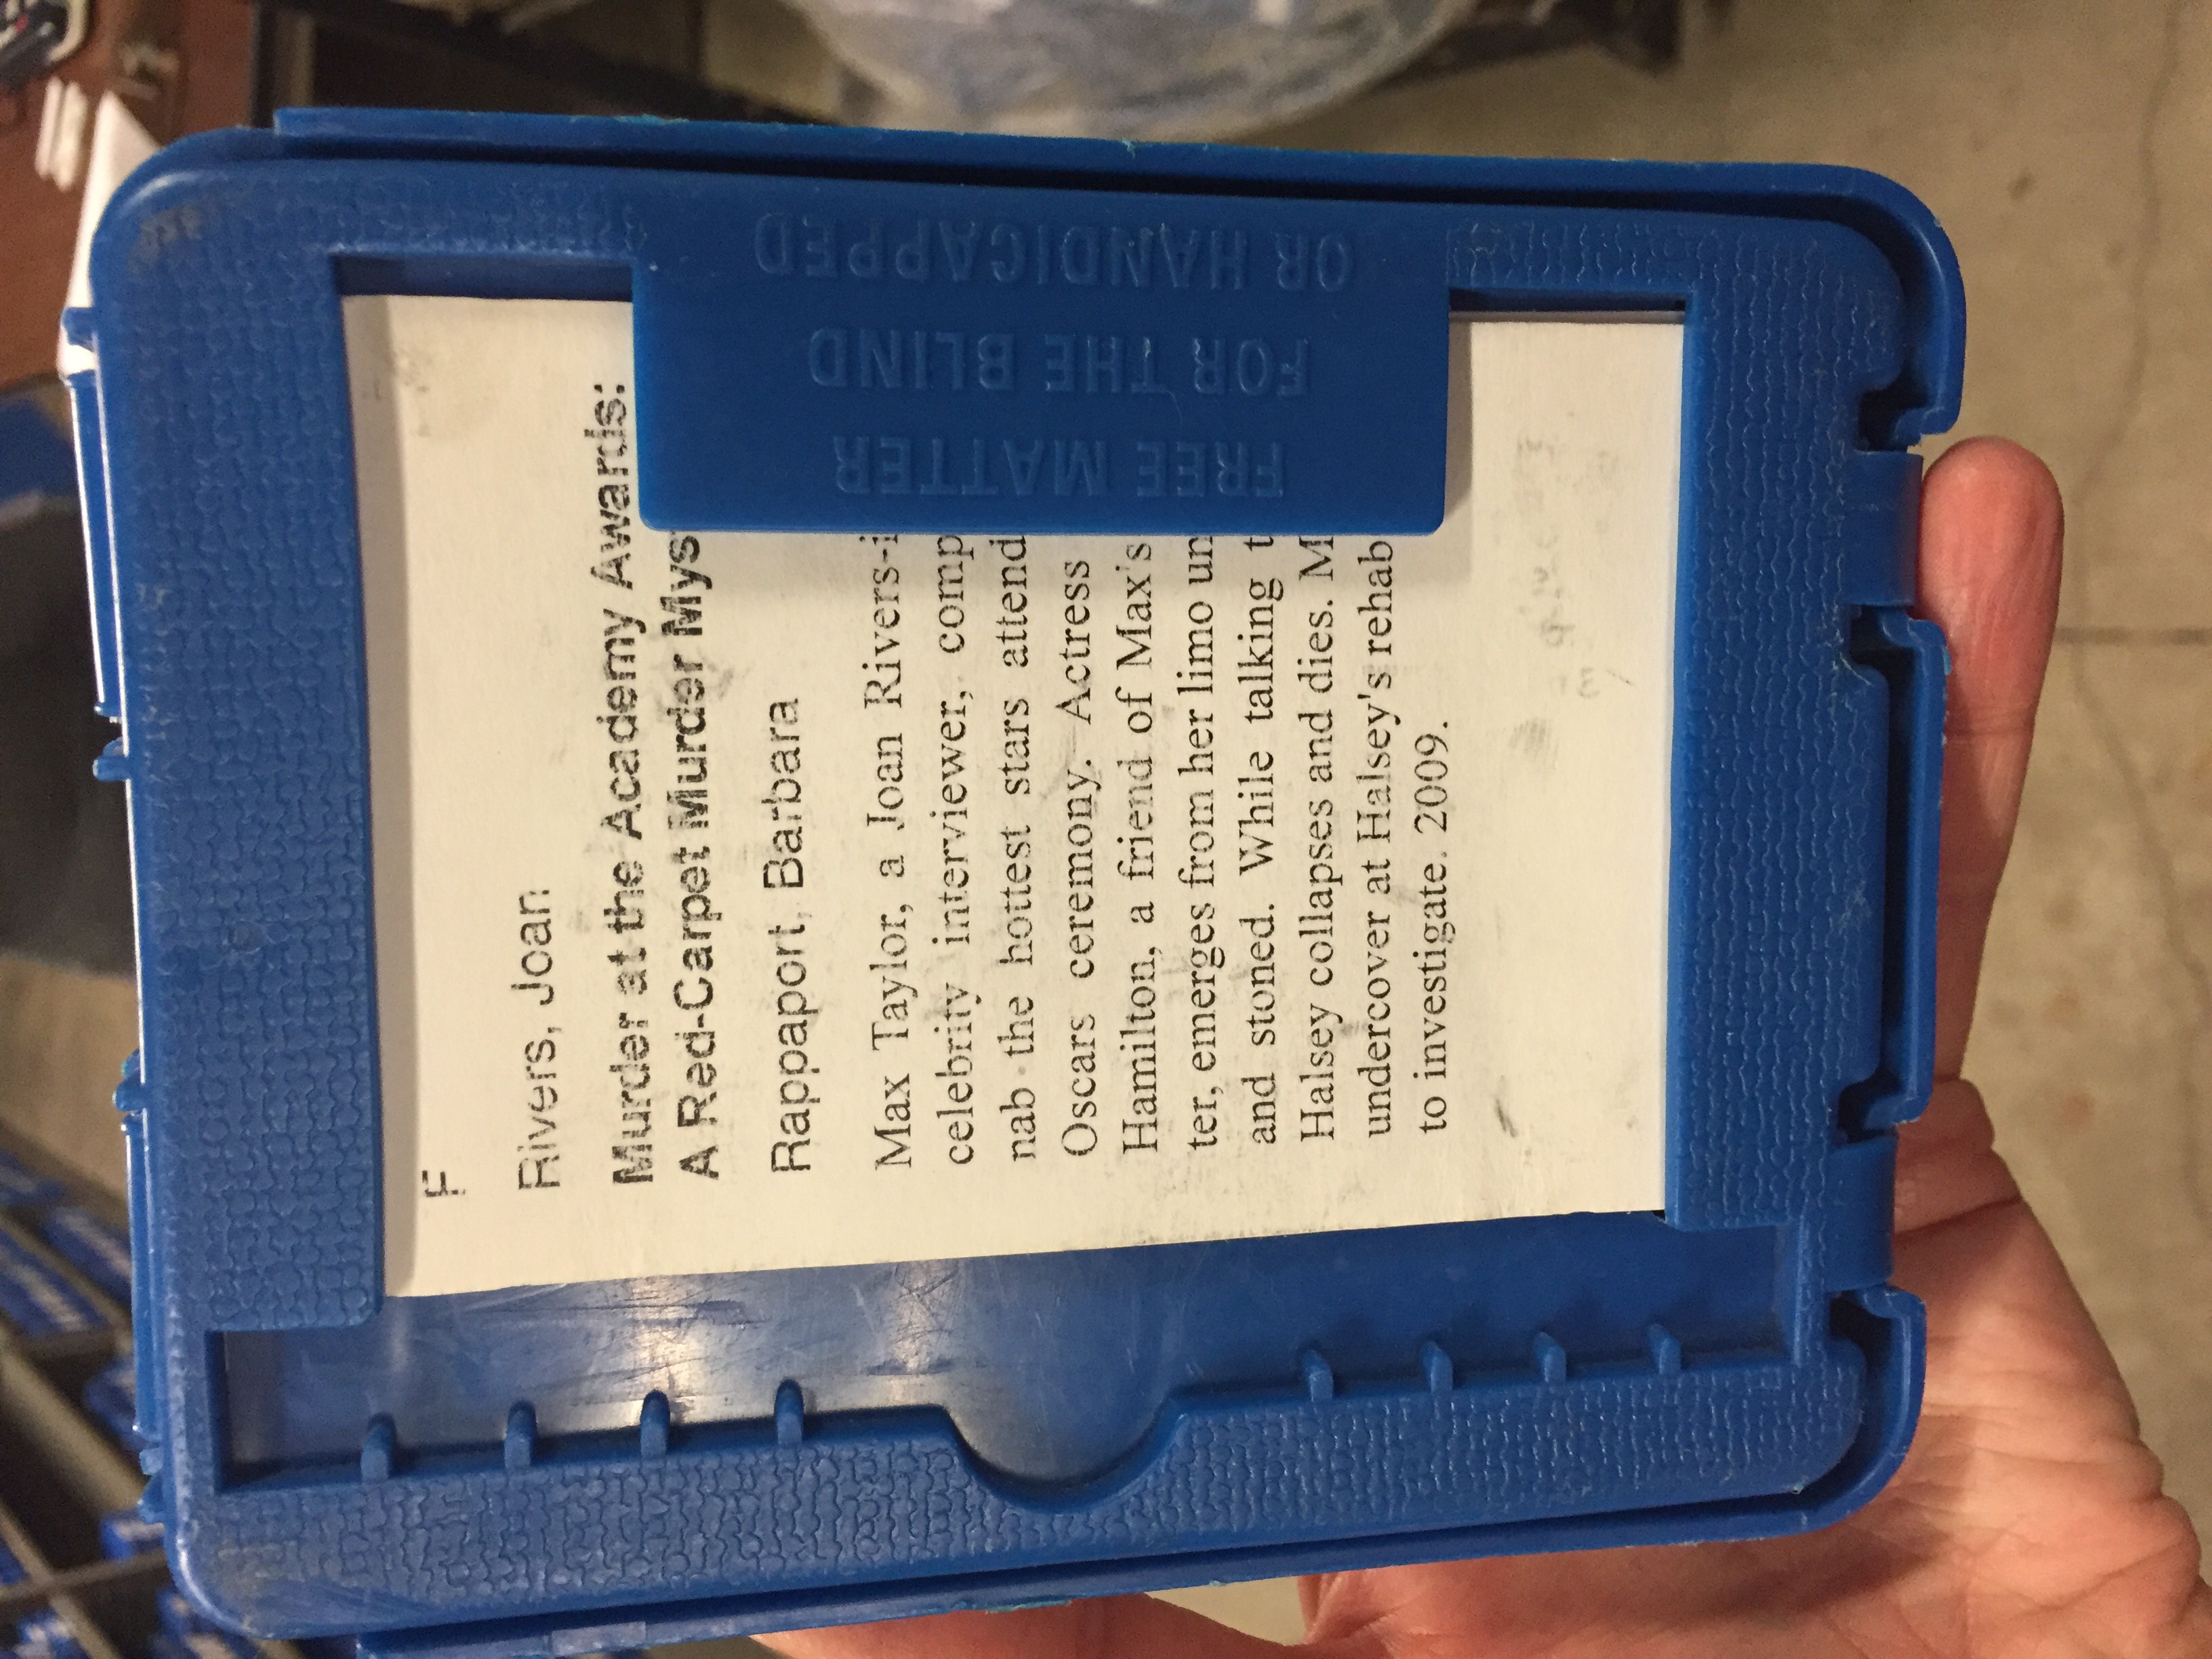 F
Rivers, Joan
Murder at the Academy Awards:
A Red-Carpet Murder Mys
Rappaport, Barbara
Max Taylor, a Joan Rivers-i
celebrity interviewer, comp
nab the hottest stars attend
Oscars ceremony. Actress
Hamilton, a friend of Max's
ter, emerges from her limo un
and stoned. While talking t
Halsey collapses and dies. M
undercover at Halsey's rehab
to investigate. 2009.
FREE MATTER
FOR THE BLIND
OR HANDICAPPED